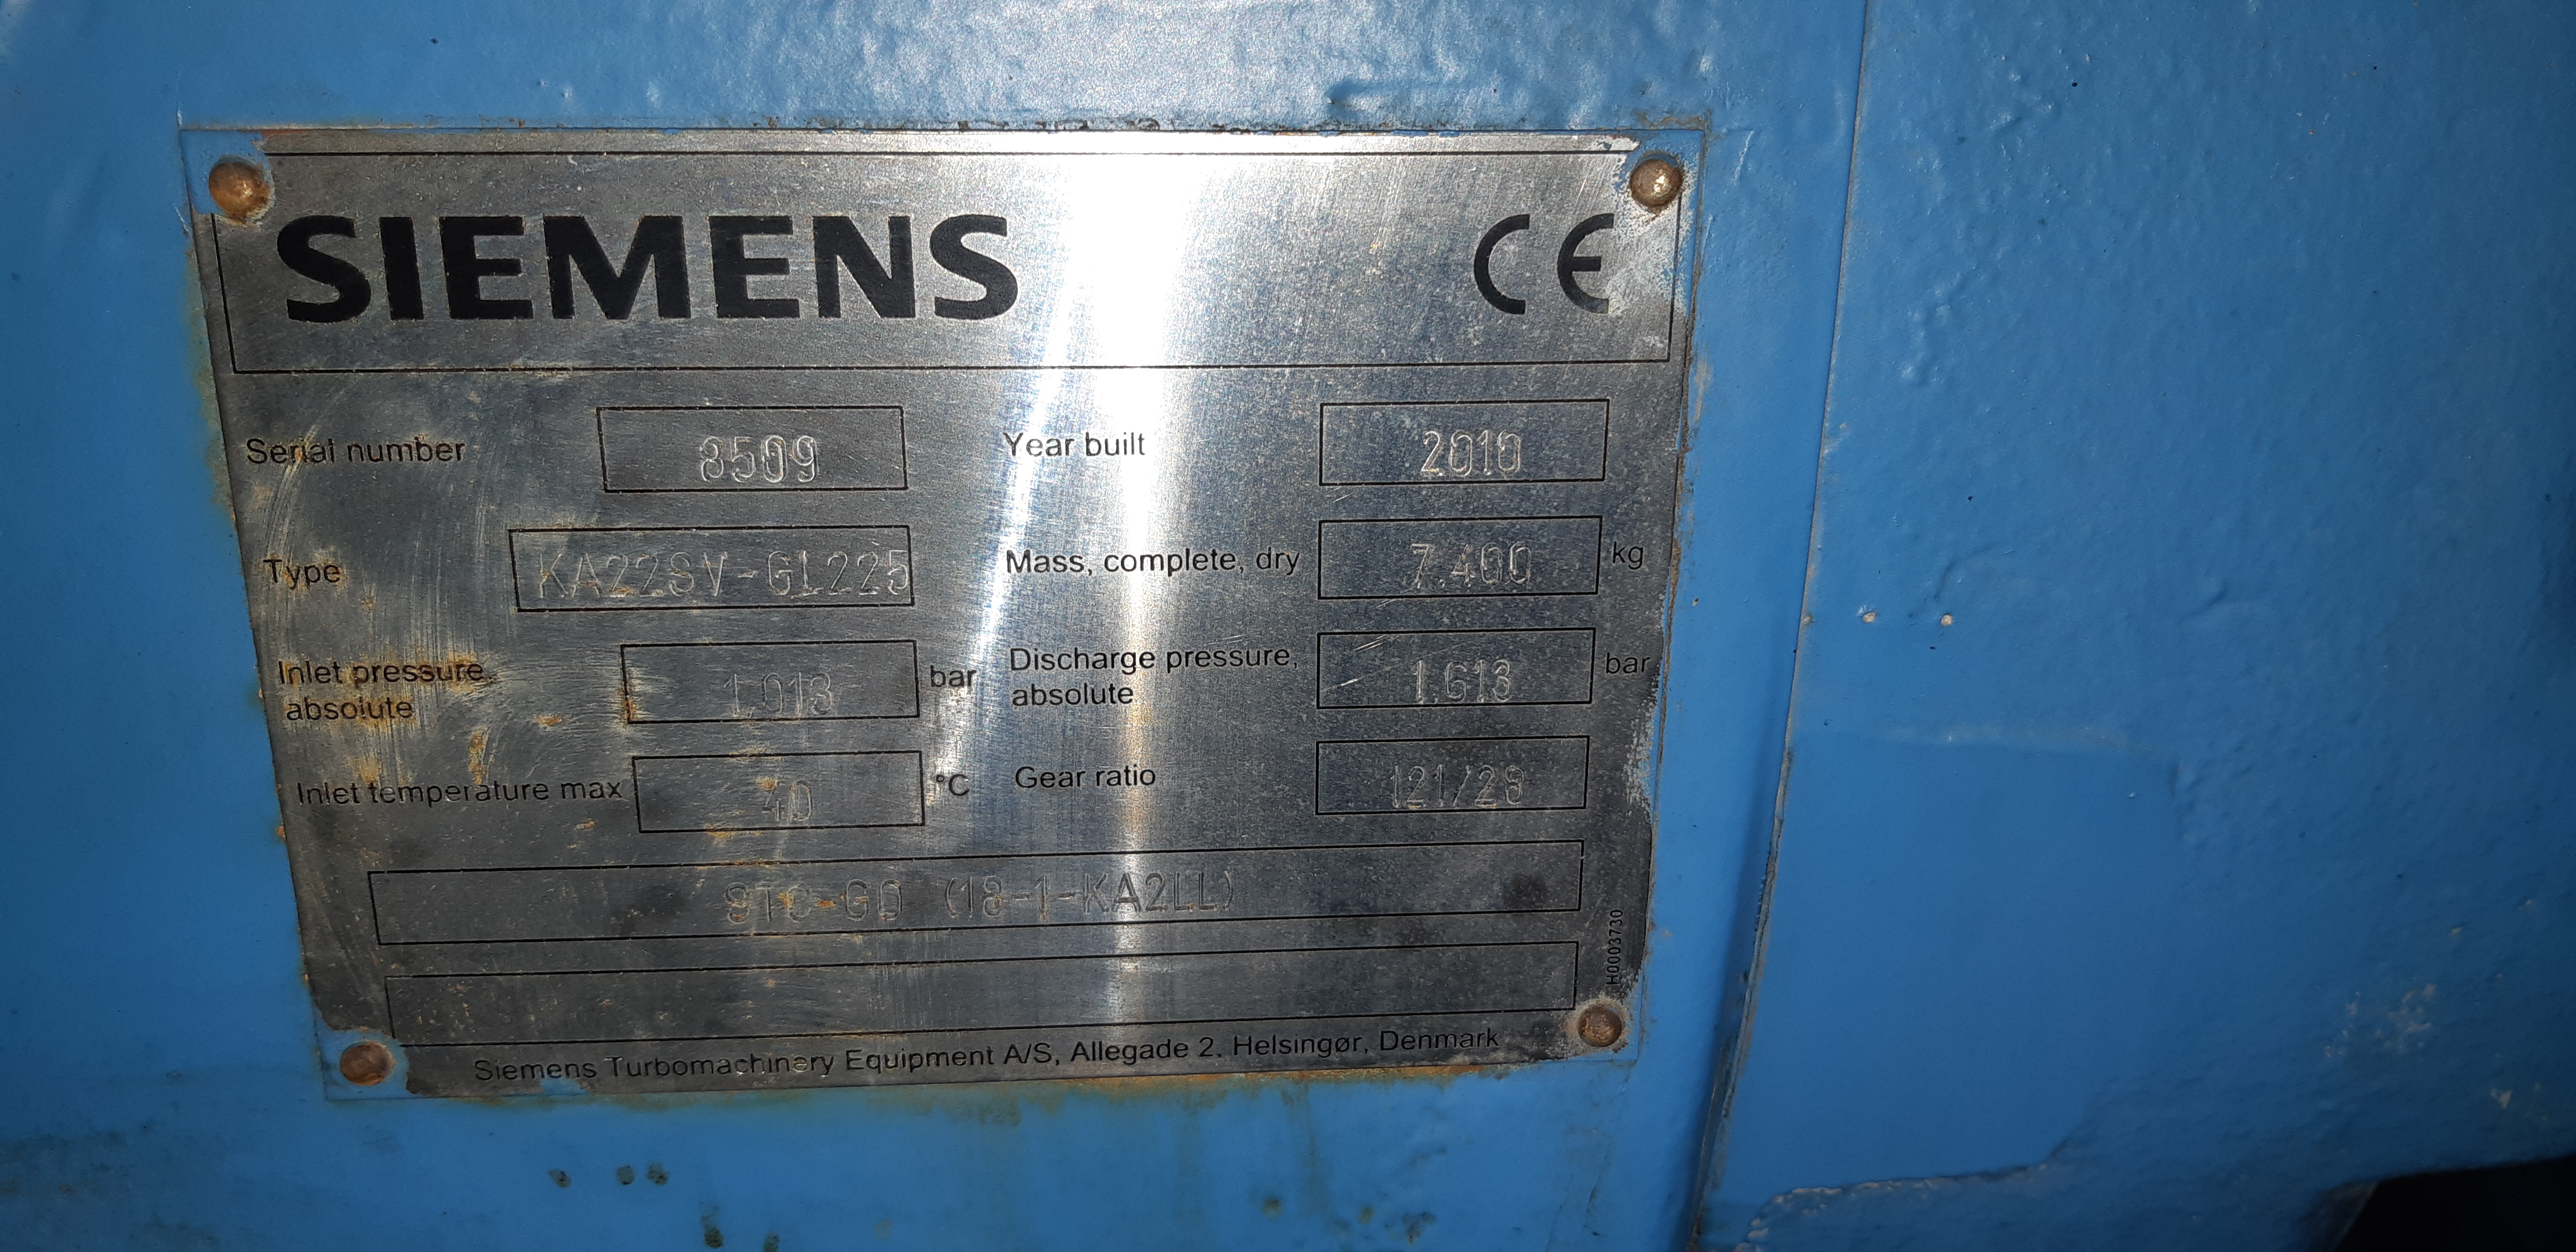 SIEMENS CE
Serial number 8509 Year built 2010
Type KA22SV-GL225 Mass, complete, dry 7.400 kg
Inlet pressure, absolute 1.013 bar Discharge pressure, absolute 1.613 bar
Inlet temperature max 40 °C Gear ratio 121/28
STC-GO (18-1-KA2LL)
H0003730
Siemens Turbomachinery Equipment A/S, Allegade 2, Helsingør, Denmark